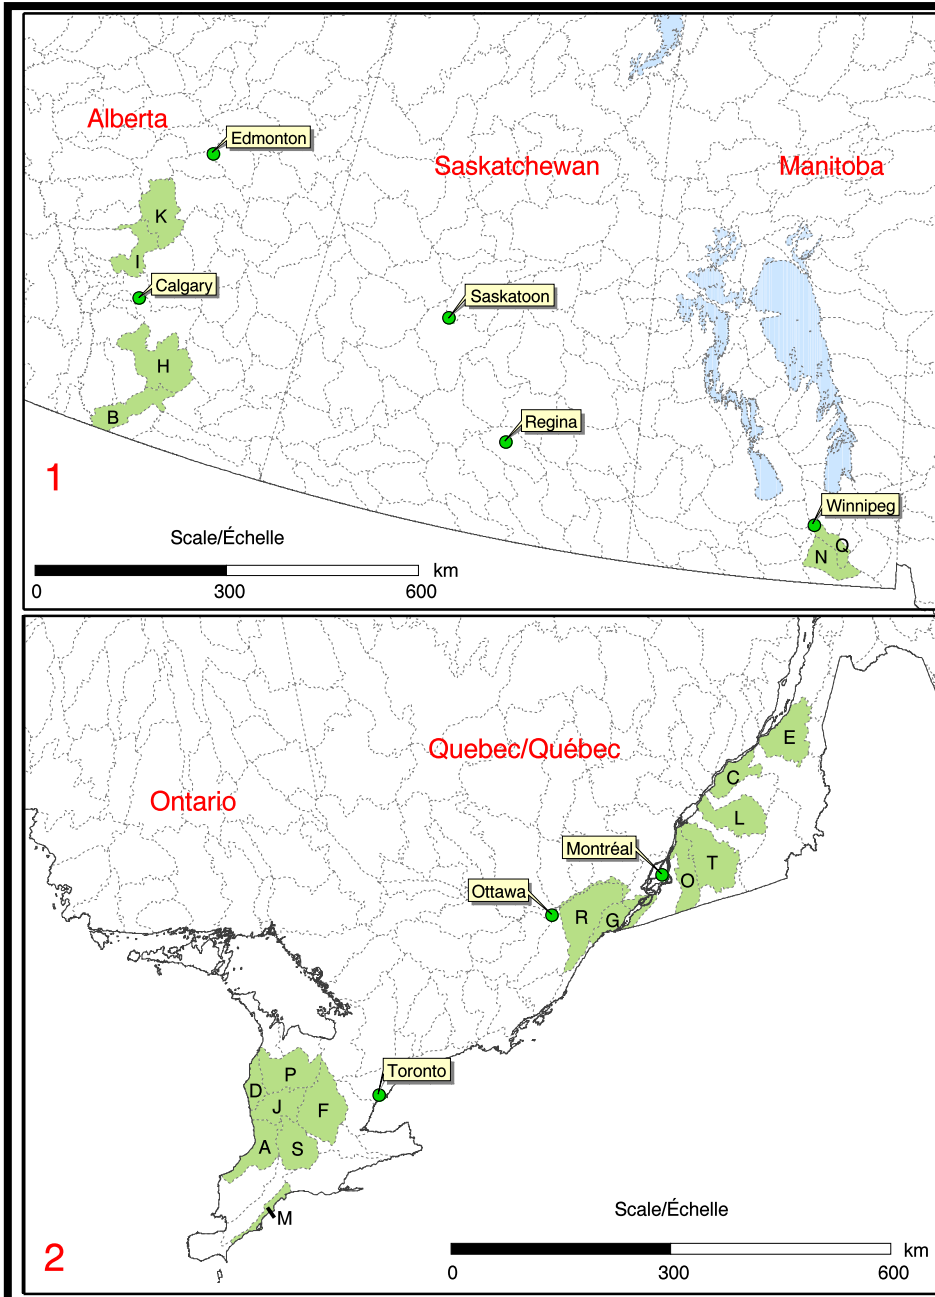 Alberta
Edmonton
Saskatchewan
Manitoba
K
I
Calgary
Saskatoon
H
B
Regina
1
Winnipeg
Scale/Échelle
Q
N
km
300
600
E
Quebec/Québec
C
Ontario
L
Montréal
T
O
Ottawa
R
G
Toronto
P
D
J
F
A
S
M
Scale/Échelle
2
km
0
300
600